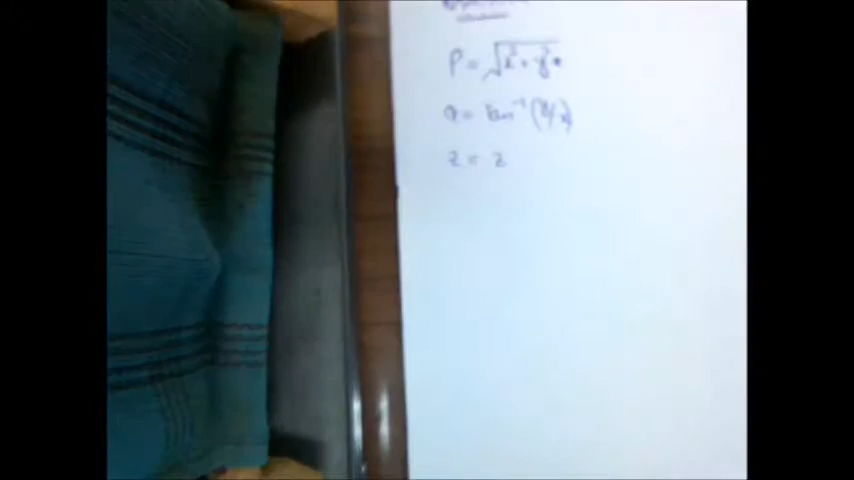 ρ = √x² + y²
θ = tan⁻¹ (y/x)
z = z